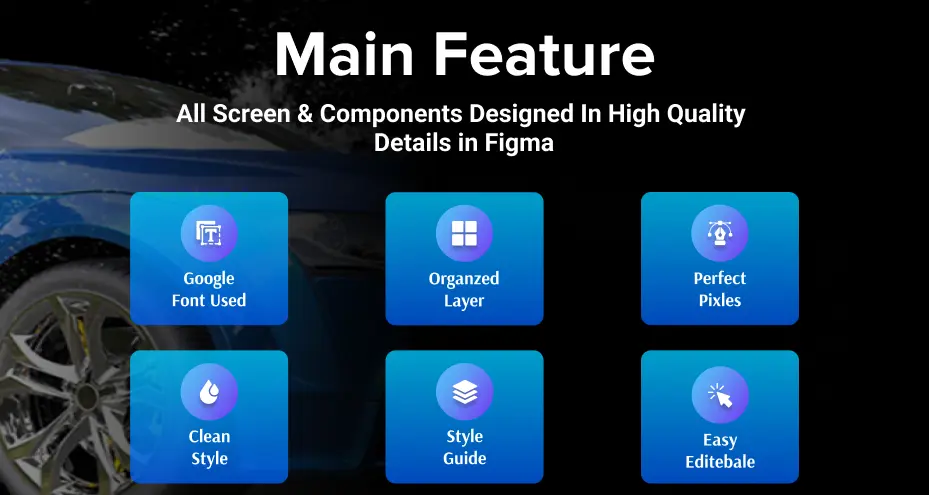 Main Feature
All Screen & Components Designed In High Quality
Details in Figma
Google
Font Used
Organzed
Layer
Perfect
Pixles
Clean
Style
Style
Guide
Easy
Editebale